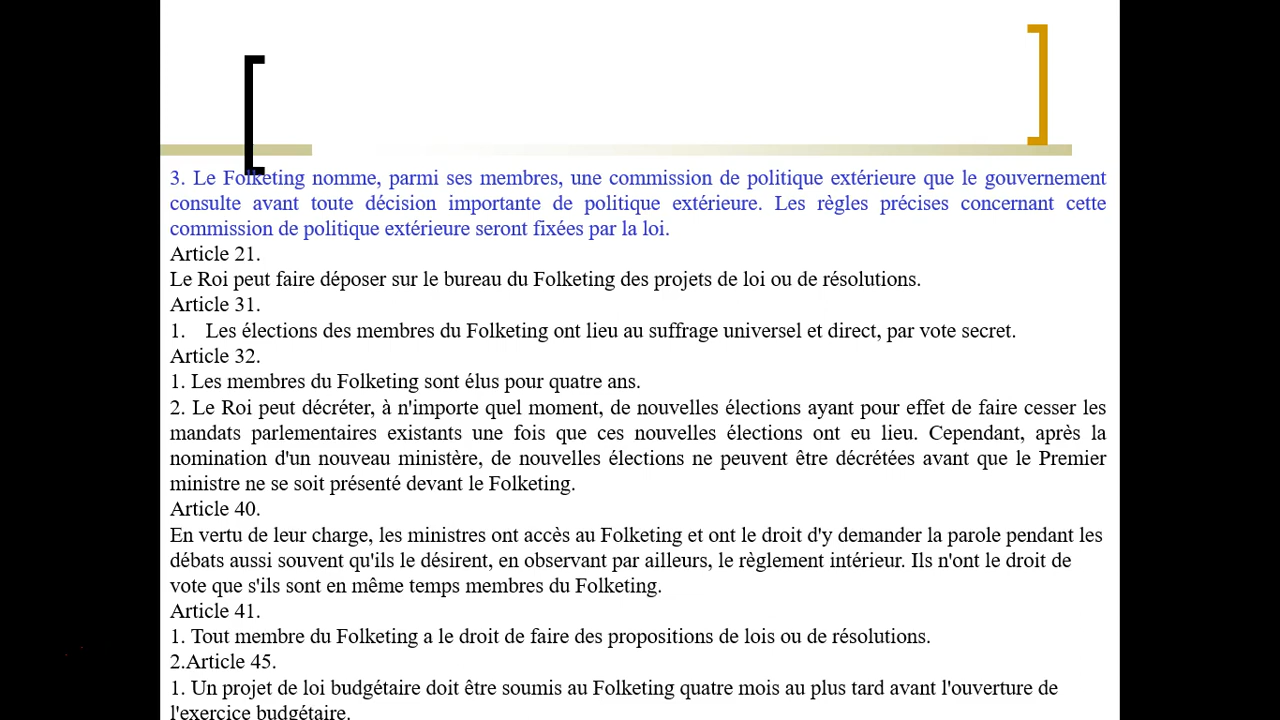 3. Le Folketing nomme, parmi ses membres, une commission de politique extérieure que le gouvernement
consulte avant toute décision importante de politique extérieure. Les règles précises concernant cette
commission de politique extérieure seront fixées par la loi.
Article 21.
Le Roi peut faire déposer sur le bureau du Folketing des projets de loi ou de résolutions.
Article 31.
1. Les élections des membres du Folketing ont lieu au suffrage universel et direct, par vote secret.
Article 32.
1. Les membres du Folketing sont élus pour quatre ans.
2. Le Roi peut décréter, à n'importe quel moment, de nouvelles élections ayant pour effet de faire cesser les
mandats parlementaires existants une fois que ces nouvelles élections ont eu lieu. Cependant, après la
nomination d'un nouveau ministère, de nouvelles élections ne peuvent être décrétées avant que le Premier
ministre ne se soit présenté devant le Folketing.
Article 40.
En vertu de leur charge, les ministres ont accès au Folketing et ont le droit d'y demander la parole pendant les
débats aussi souvent qu'ils le désirent, en observant par ailleurs, le règlement intérieur. Ils n'ont le droit de
vote que s'ils sont en même temps membres du Folketing.
Article 41.
1. Tout membre du Folketing a le droit de faire des propositions de lois ou de résolutions.
2.Article 45.
1. Un projet de loi budgétaire doit être soumis au Folketing quatre mois au plus tard avant l'ouverture de
l'exercice budgétaire.